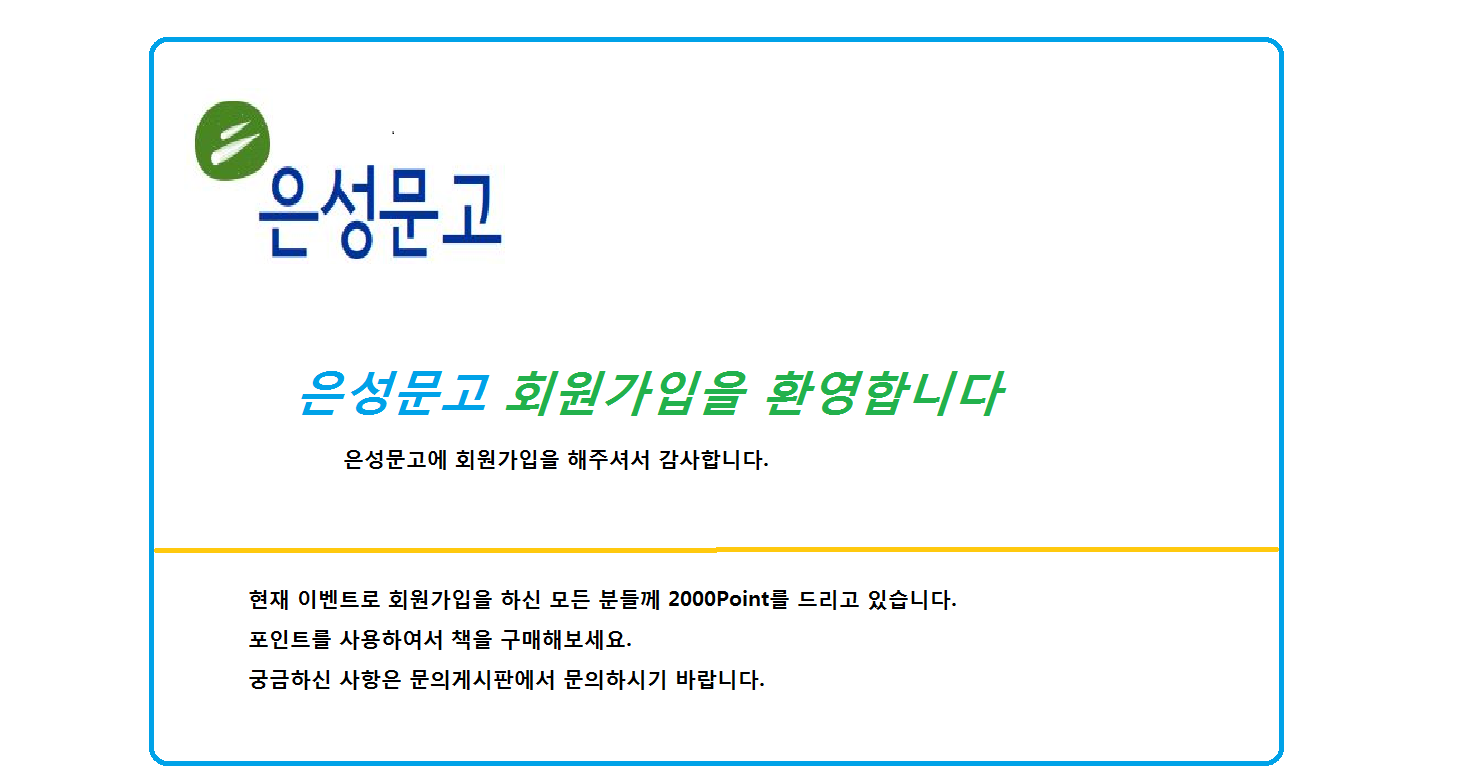 은성문고
은성문고 회원가입을 환영합니다
은성문고에 회원가입을 해주셔서 감사합니다.
현재 이벤트로 회원가입을 하신 모든 분들께 2000Point를 드리고 있습니다.
포인트를 사용하여서 책을 구매해보세요.
궁금하신 사항은 문의게시판에서 문의하시기 바랍니다.